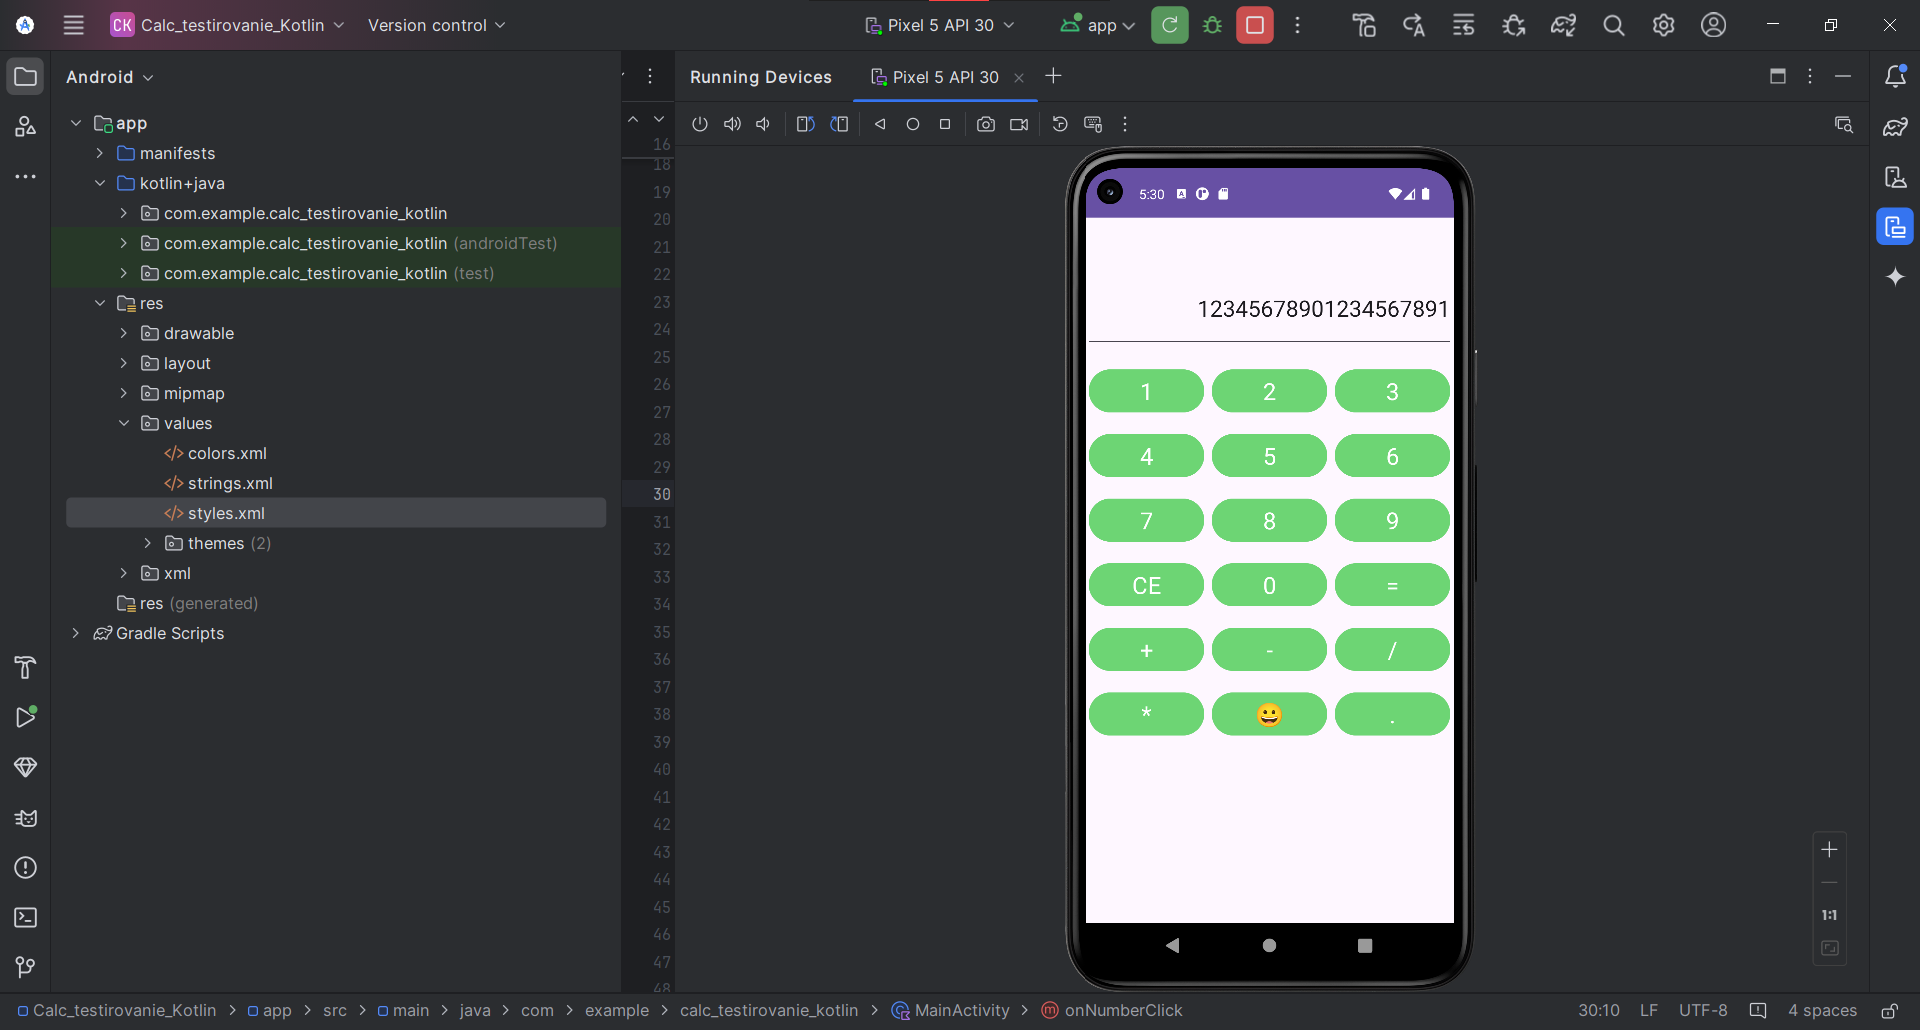 CK Calc_testirovanie_Kotlin Version control Pixel 5 API 30 app
Android
Running Devices Pixel 5 API 30
app
manifests
kotlin+java
com.example.calc_testirovanie_kotlin
com.example.calc_testirovanie_kotlin (androidTest)
com.example.calc_testirovanie_kotlin (test)
res
drawable
layout
mipmap
values
colors.xml
strings.xml
styles.xml
themes (2)
xml
res (generated)
Gradle Scripts
16
18
19
20
21
22
23
24
25
26
27
28
29
30
31
32
33
34
35
36
37
38
39
40
41
42
43
44
45
46
47
48
5:30
12345678901234567891
1 2 3
4 5 6
7 8 9
CE 0 =
+ - /
* 😀 .
1:1
Calc_testirovanie_Kotlin > app > src > main > java > com > example > calc_testirovanie_kotlin > MainActivity > onNumberClick 30:10 LF UTF-8 4 spaces